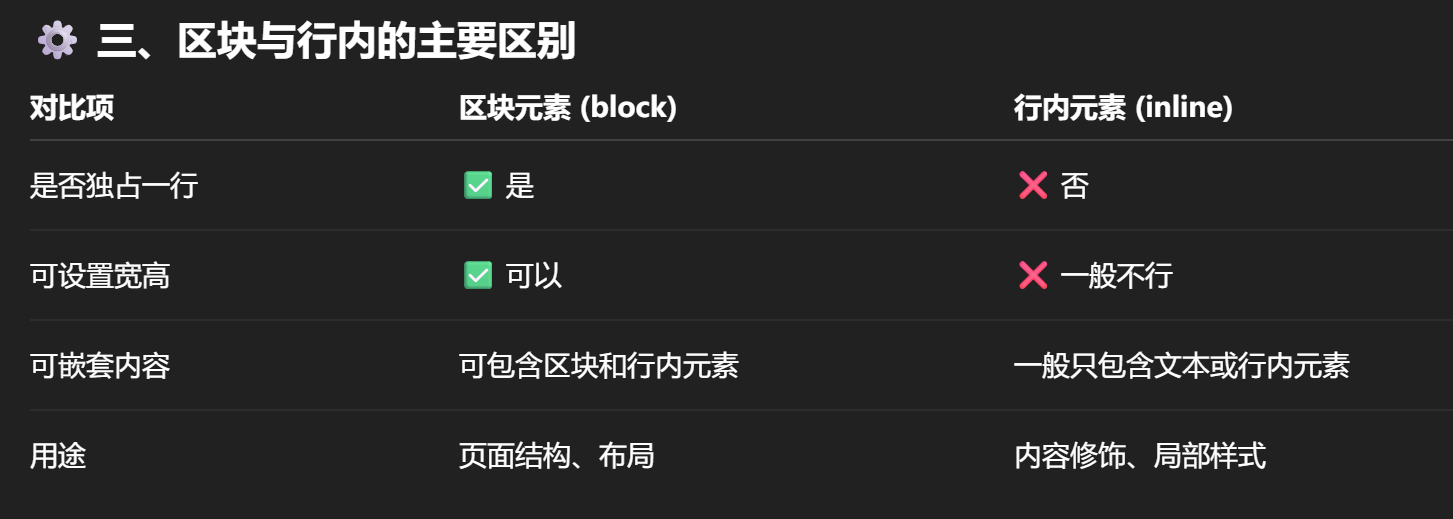 ⚙️ 三、区块与行内的主要区别
对比项 区块元素 (block) 行内元素 (inline)
是否独占一行 ✅ 是 ❌ 否
可设置宽高 ✅ 可以 ❌ 一般不行
可嵌套内容 可包含区块和行内元素 一般只包含文本或行内元素
用途 页面结构、布局 内容修饰、局部样式